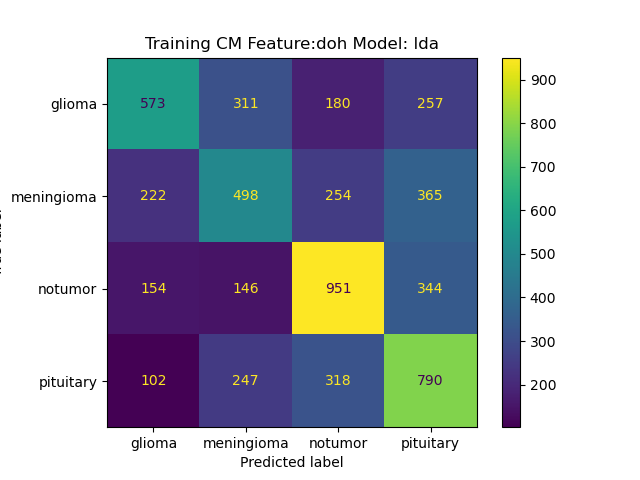 Training CM Feature:doh Model: lda
glioma 573 311 180 257
meningioma 222 498 254 365
notumor 154 146 951 344
pituitary 102 247 318 790
glioma meningioma notumor pituitary
Predicted label
900
800
700
600
500
400
300
200